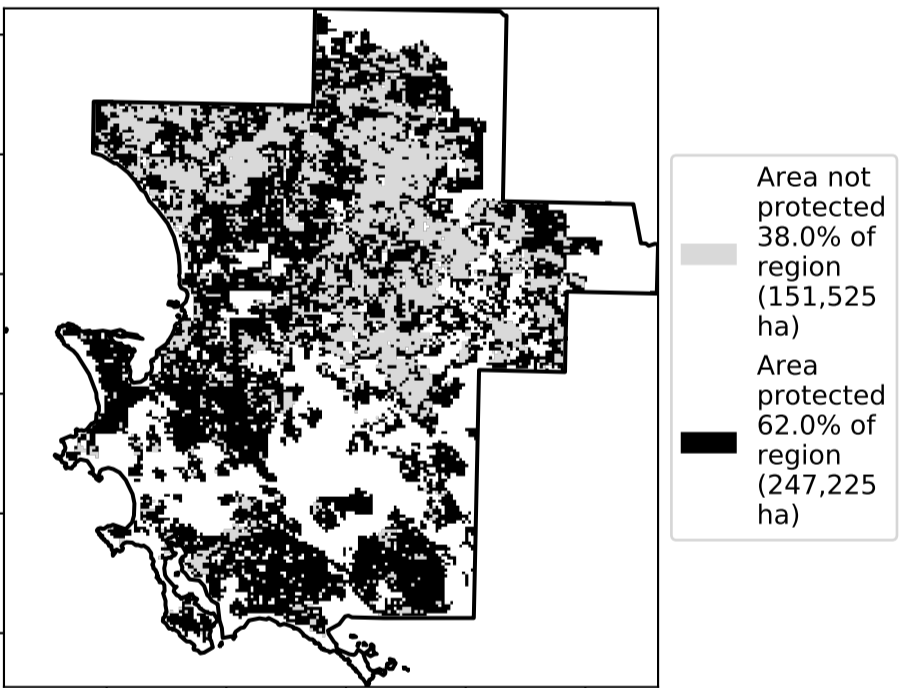 Area not
protected
38.0% of
region
(151,525
ha)
Area
protected
62.0% of
region
(247,225
ha)